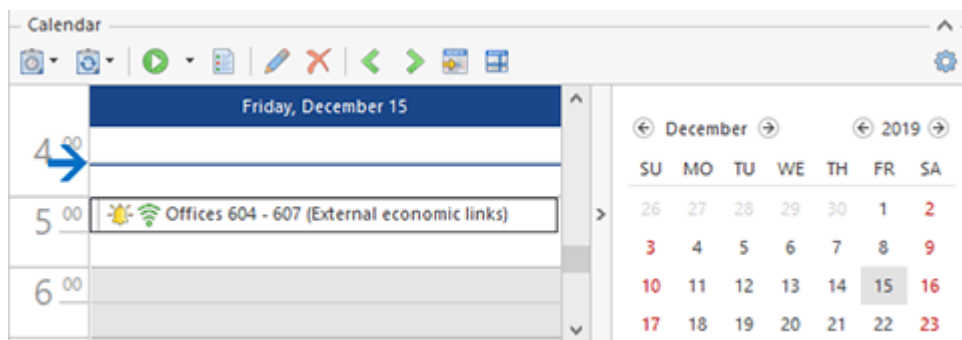 Calendar
Friday, December 15
4 00
5 00 Offices 604 - 607 (External economic links)
6 00
December 2019
SU MO TU WE TH FR SA
26 27 28 29 30 1 2
3 4 5 6 7 8 9
10 11 12 13 14 15 16
17 18 19 20 21 22 23